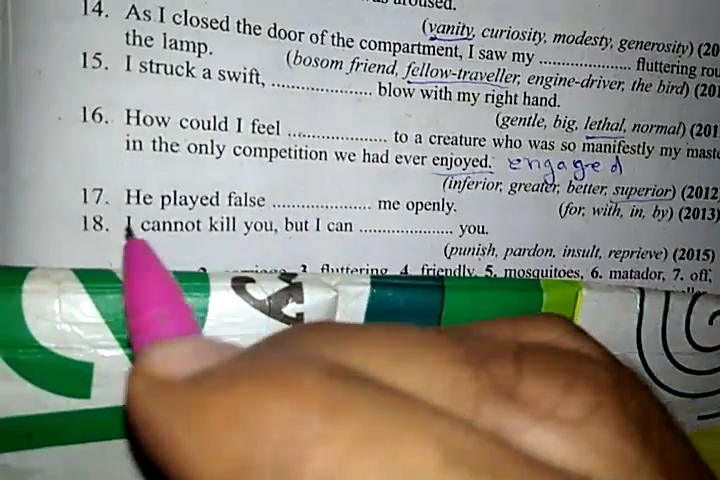 aroused.
(vanity, curiosity, modesty, generosity) (20
14. As I closed the door of the compartment, I saw my .................... fluttering rou
the lamp.
(bosom friend, fellow-traveller, engine-driver, the bird) (201
15. I struck a swift, .................... blow with my right hand.
(gentle, big, lethal, normal) (201
16. How could I feel .................... to a creature who was so manifestly my maste
in the only competition we had ever enjoyed. engaged
(inferior, greater, better, superior) (2012
17. He played false .................... me openly.
(for, with, in, by) (2013)
18. I cannot kill you, but I can .................... you.
(punish, pardon, insult, reprieve) (2015)
3. fluttering 4. friendly 5. mosquitoes, 6. matador, 7. off,